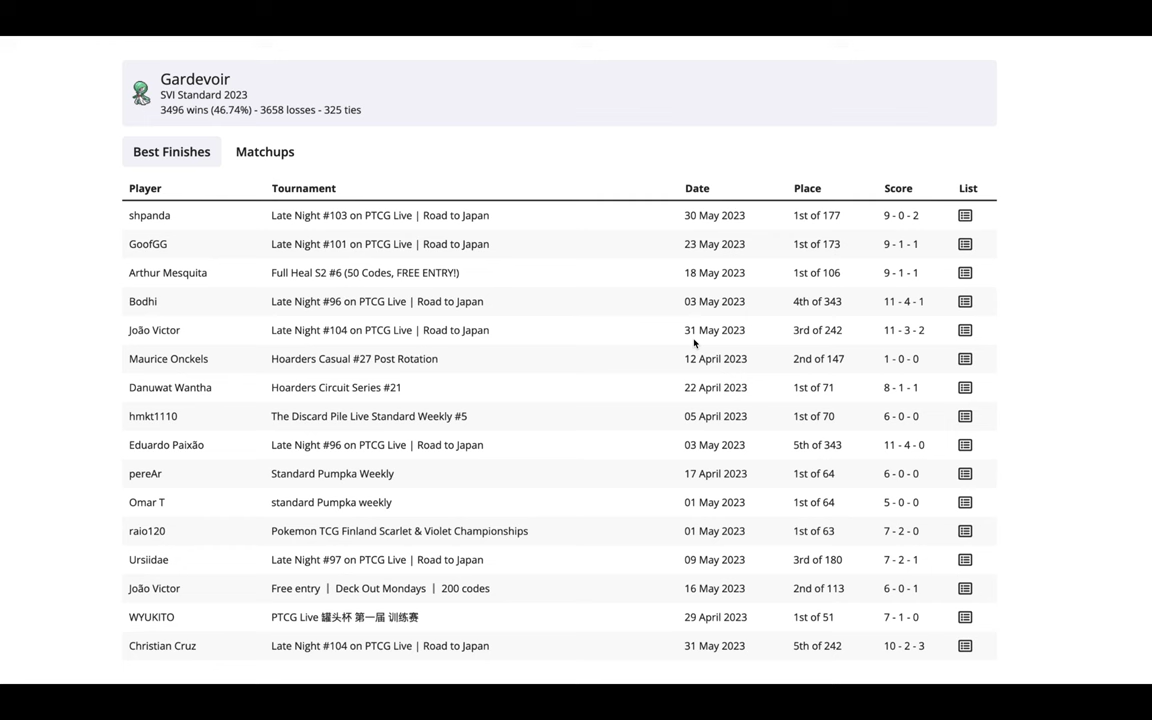 Gardevoir
SVI Standard 2023
3496 wins (46.74%) - 3658 losses - 325 ties
Best Finishes Matchups
Player Tournament Date Place Score List
shpanda Late Night #103 on PTCG Live | Road to Japan 30 May 2023 1st of 177 9 - 0 - 2
GoofGG Late Night #101 on PTCG Live | Road to Japan 23 May 2023 1st of 173 9 - 1 - 1
Arthur Mesquita Full Heal S2 #6 (50 Codes, FREE ENTRY!) 18 May 2023 1st of 106 9 - 1 - 1
Bodhi Late Night #96 on PTCG Live | Road to Japan 03 May 2023 4th of 343 11 - 4 - 1
João Victor Late Night #104 on PTCG Live | Road to Japan 31 May 2023 3rd of 242 11 - 3 - 2
Maurice Onckels Hoarders Casual #27 Post Rotation 12 April 2023 2nd of 147 1 - 0 - 0
Danuwat Wantha Hoarders Circuit Series #21 22 April 2023 1st of 71 8 - 1 - 1
hmkt1110 The Discard Pile Live Standard Weekly #5 05 April 2023 1st of 70 6 - 0 - 0
Eduardo Paixão Late Night #96 on PTCG Live | Road to Japan 03 May 2023 5th of 343 11 - 4 - 0
pereAr Standard Pumpka Weekly 17 April 2023 1st of 64 6 - 0 - 0
Omar T standard Pumpka weekly 01 May 2023 1st of 64 5 - 0 - 0
raio120 Pokemon TCG Finland Scarlet & Violet Championships 01 May 2023 1st of 63 7 - 2 - 0
Ursiidae Late Night #97 on PTCG Live | Road to Japan 09 May 2023 3rd of 180 7 - 2 - 1
João Victor Free entry | Deck Out Mondays | 200 codes 16 May 2023 2nd of 113 6 - 0 - 1
WYUKITO PTCG Live 罐头杯 第一届 训练赛 29 April 2023 1st of 51 7 - 1 - 0
Christian Cruz Late Night #104 on PTCG Live | Road to Japan 31 May 2023 5th of 242 10 - 2 - 3